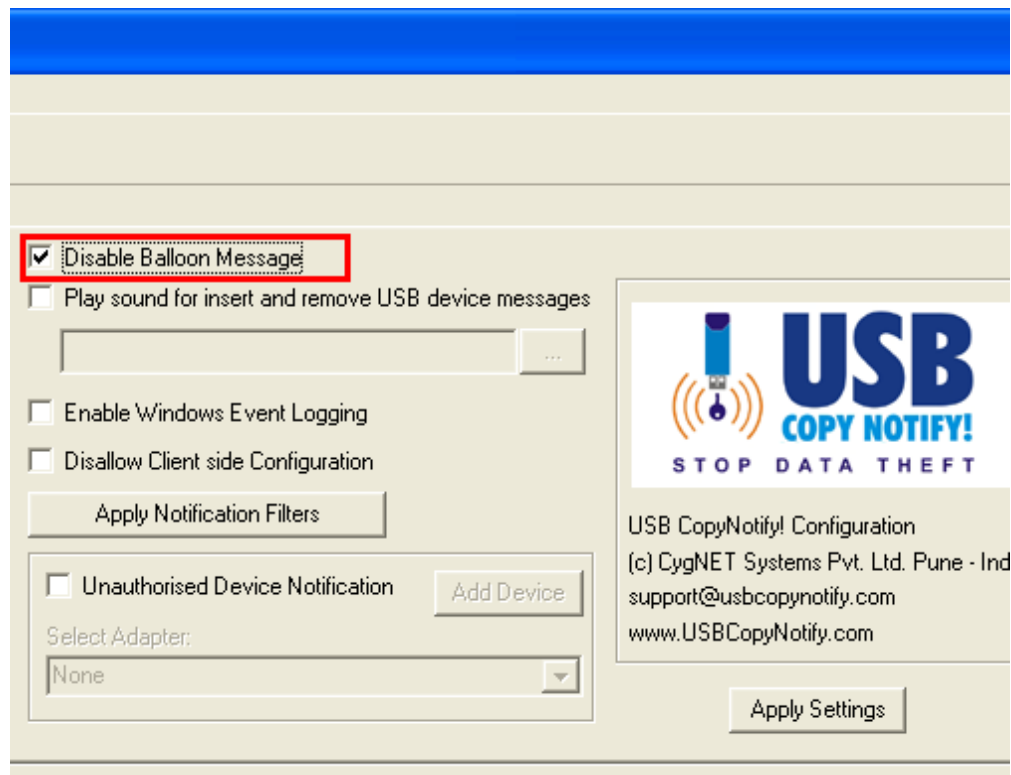 Disable Balloon Message
Play sound for insert and remove USB device messages
...
Enable Windows Event Logging
Disallow Client side Configuration
Apply Notification Filters
Unauthorised Device Notification
Add Device
Select Adapter:
None
USB
COPY NOTIFY!
STOP DATA THEFT
USB CopyNotify! Configuration
(c) CygNET Systems Pvt. Ltd. Pune - Ind
support@usbcopynotify.com
www.USBCopyNotify.com
Apply Settings